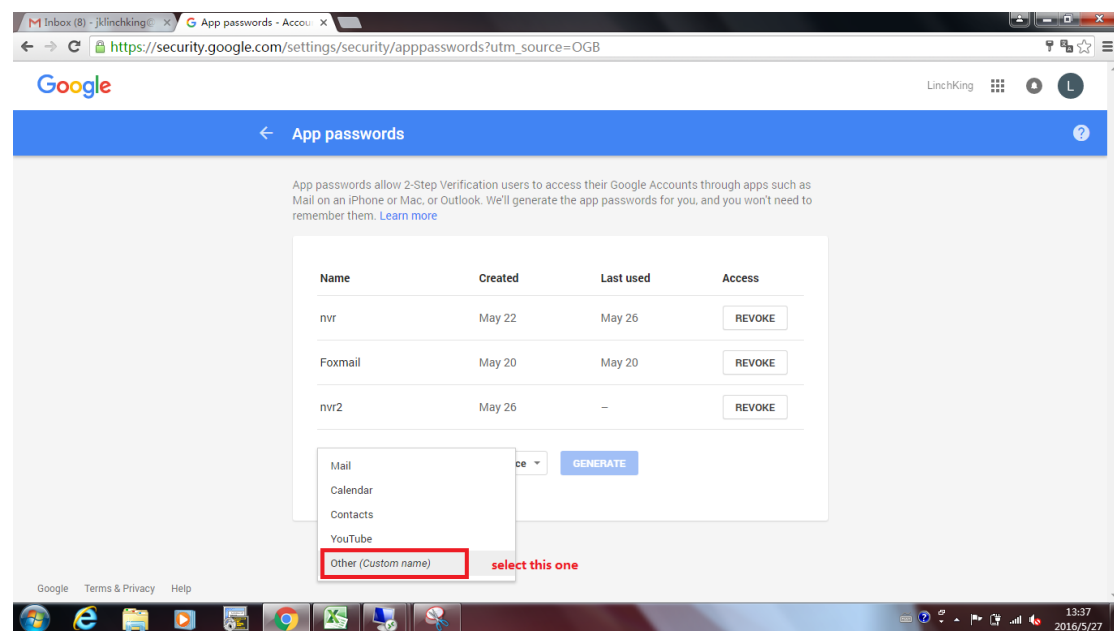 Inbox (8) - jklinchking
App passwords - Accou
https://security.google.com/settings/security/apppasswords?utm_source=OGB
Google
LinchKing
L
App passwords
App passwords allow 2-Step Verification users to access their Google Accounts through apps such as
Mail on an iPhone or Mac, or Outlook. We'll generate the app passwords for you, and you won't need to
remember them. Learn more
Name Created Last used Access
nvr May 22 May 26 REVOKE
Foxmail May 20 May 20 REVOKE
nvr2 May 26 – REVOKE
ce GENERATE
Mail
Calendar
Contacts
YouTube
Other (Custom name) select this one
Google Terms & Privacy Help
13:37
2016/5/27